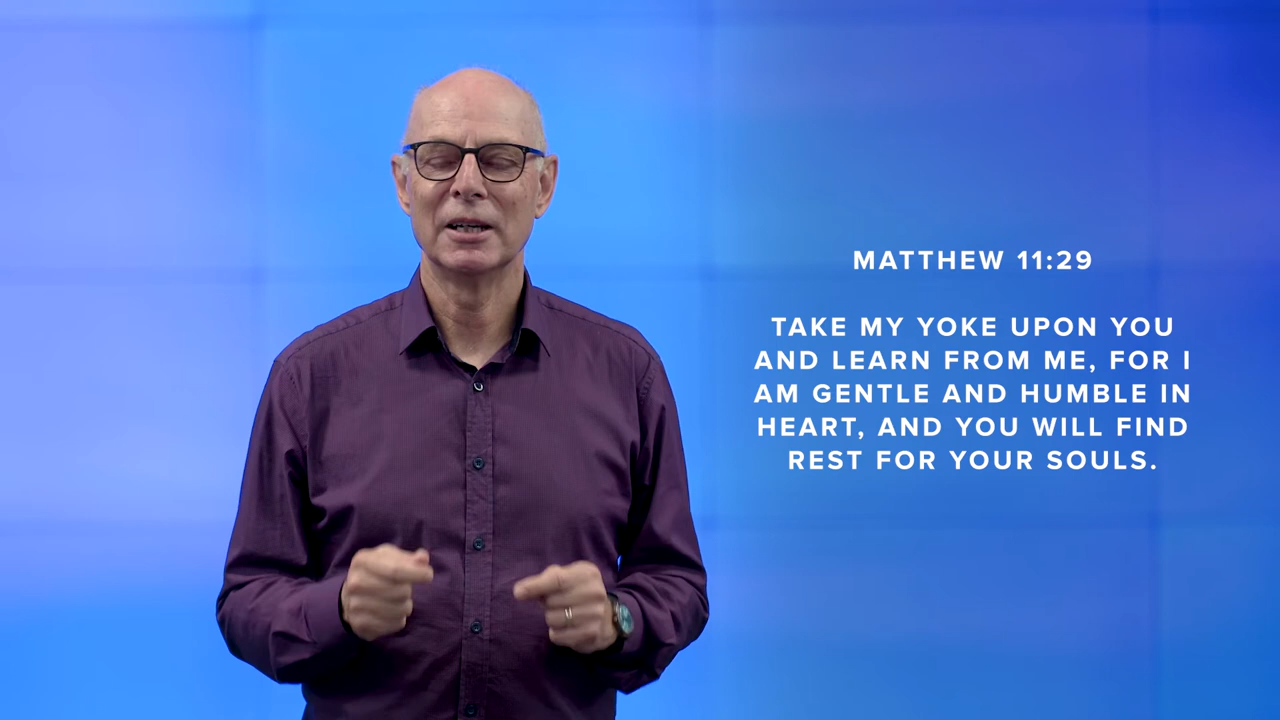 MATTHEW 11:29
TAKE MY YOKE UPON YOU
AND LEARN FROM ME, FOR I
AM GENTLE AND HUMBLE IN
HEART, AND YOU WILL FIND
REST FOR YOUR SOULS.